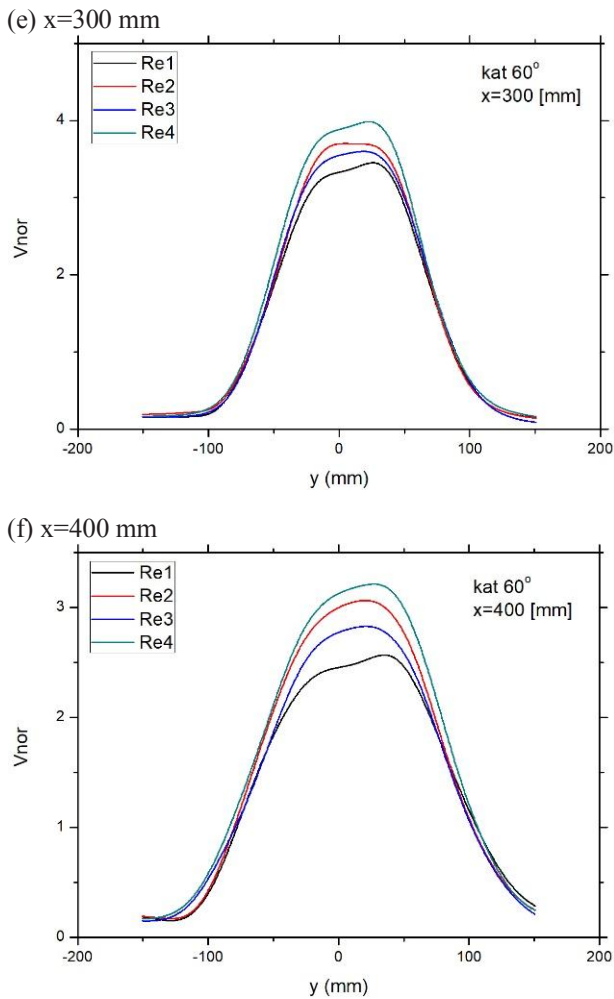 (e) x=300 mm
Re1
Re2
Re3
Re4
kat 60°
x=300 [mm]
4
2
0
Vnor
-200
-100
0
100
200
y (mm)
(f) x=400 mm
Re1
Re2
Re3
Re4
kat 60°
x=400 [mm]
3
2
1
0
Vnor
-200
-100
0
100
200
y (mm)